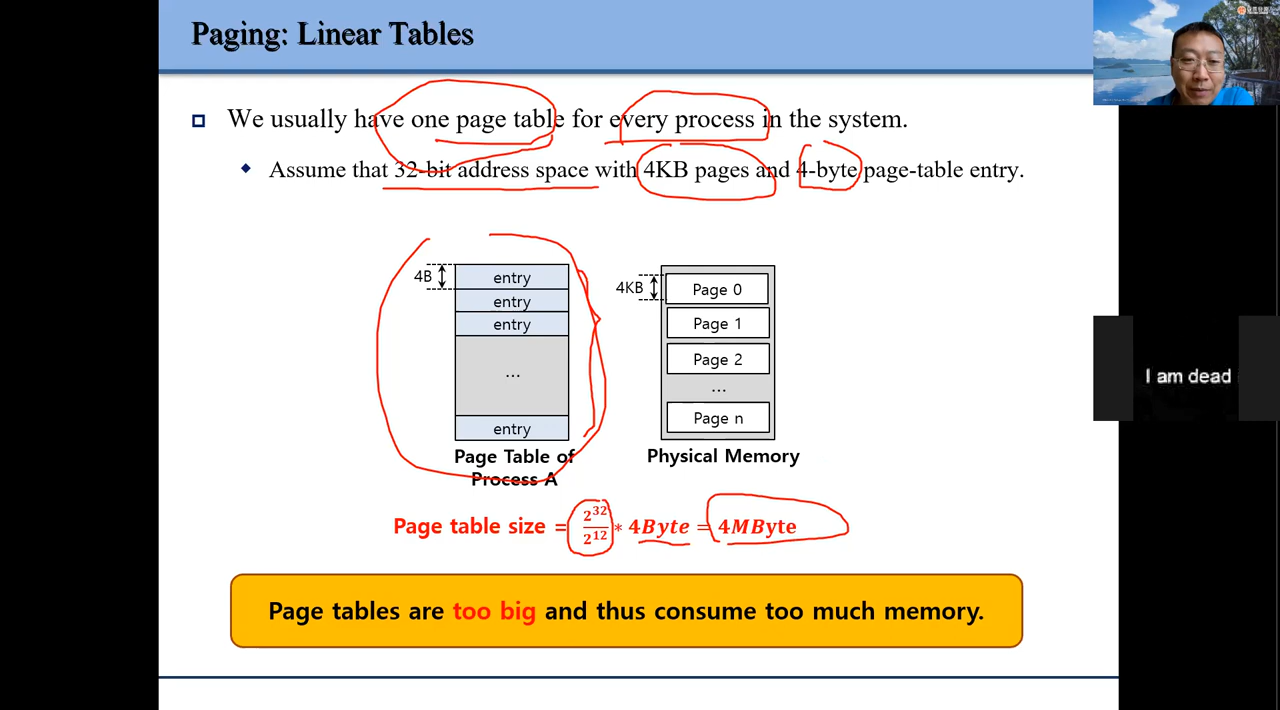 Paging: Linear Tables
We usually have one page table for every process in the system.
Assume that 32-bit address space with 4KB pages and 4-byte page-table entry.
4B
entry
entry
entry
...
entry
Page Table of
Process A
4KB
Page 0
Page 1
Page 2
...
Page n
Physical Memory
Page table size = 2^32/2^12 * 4Byte = 4MByte
Page tables are too big and thus consume too much memory.
I am dead